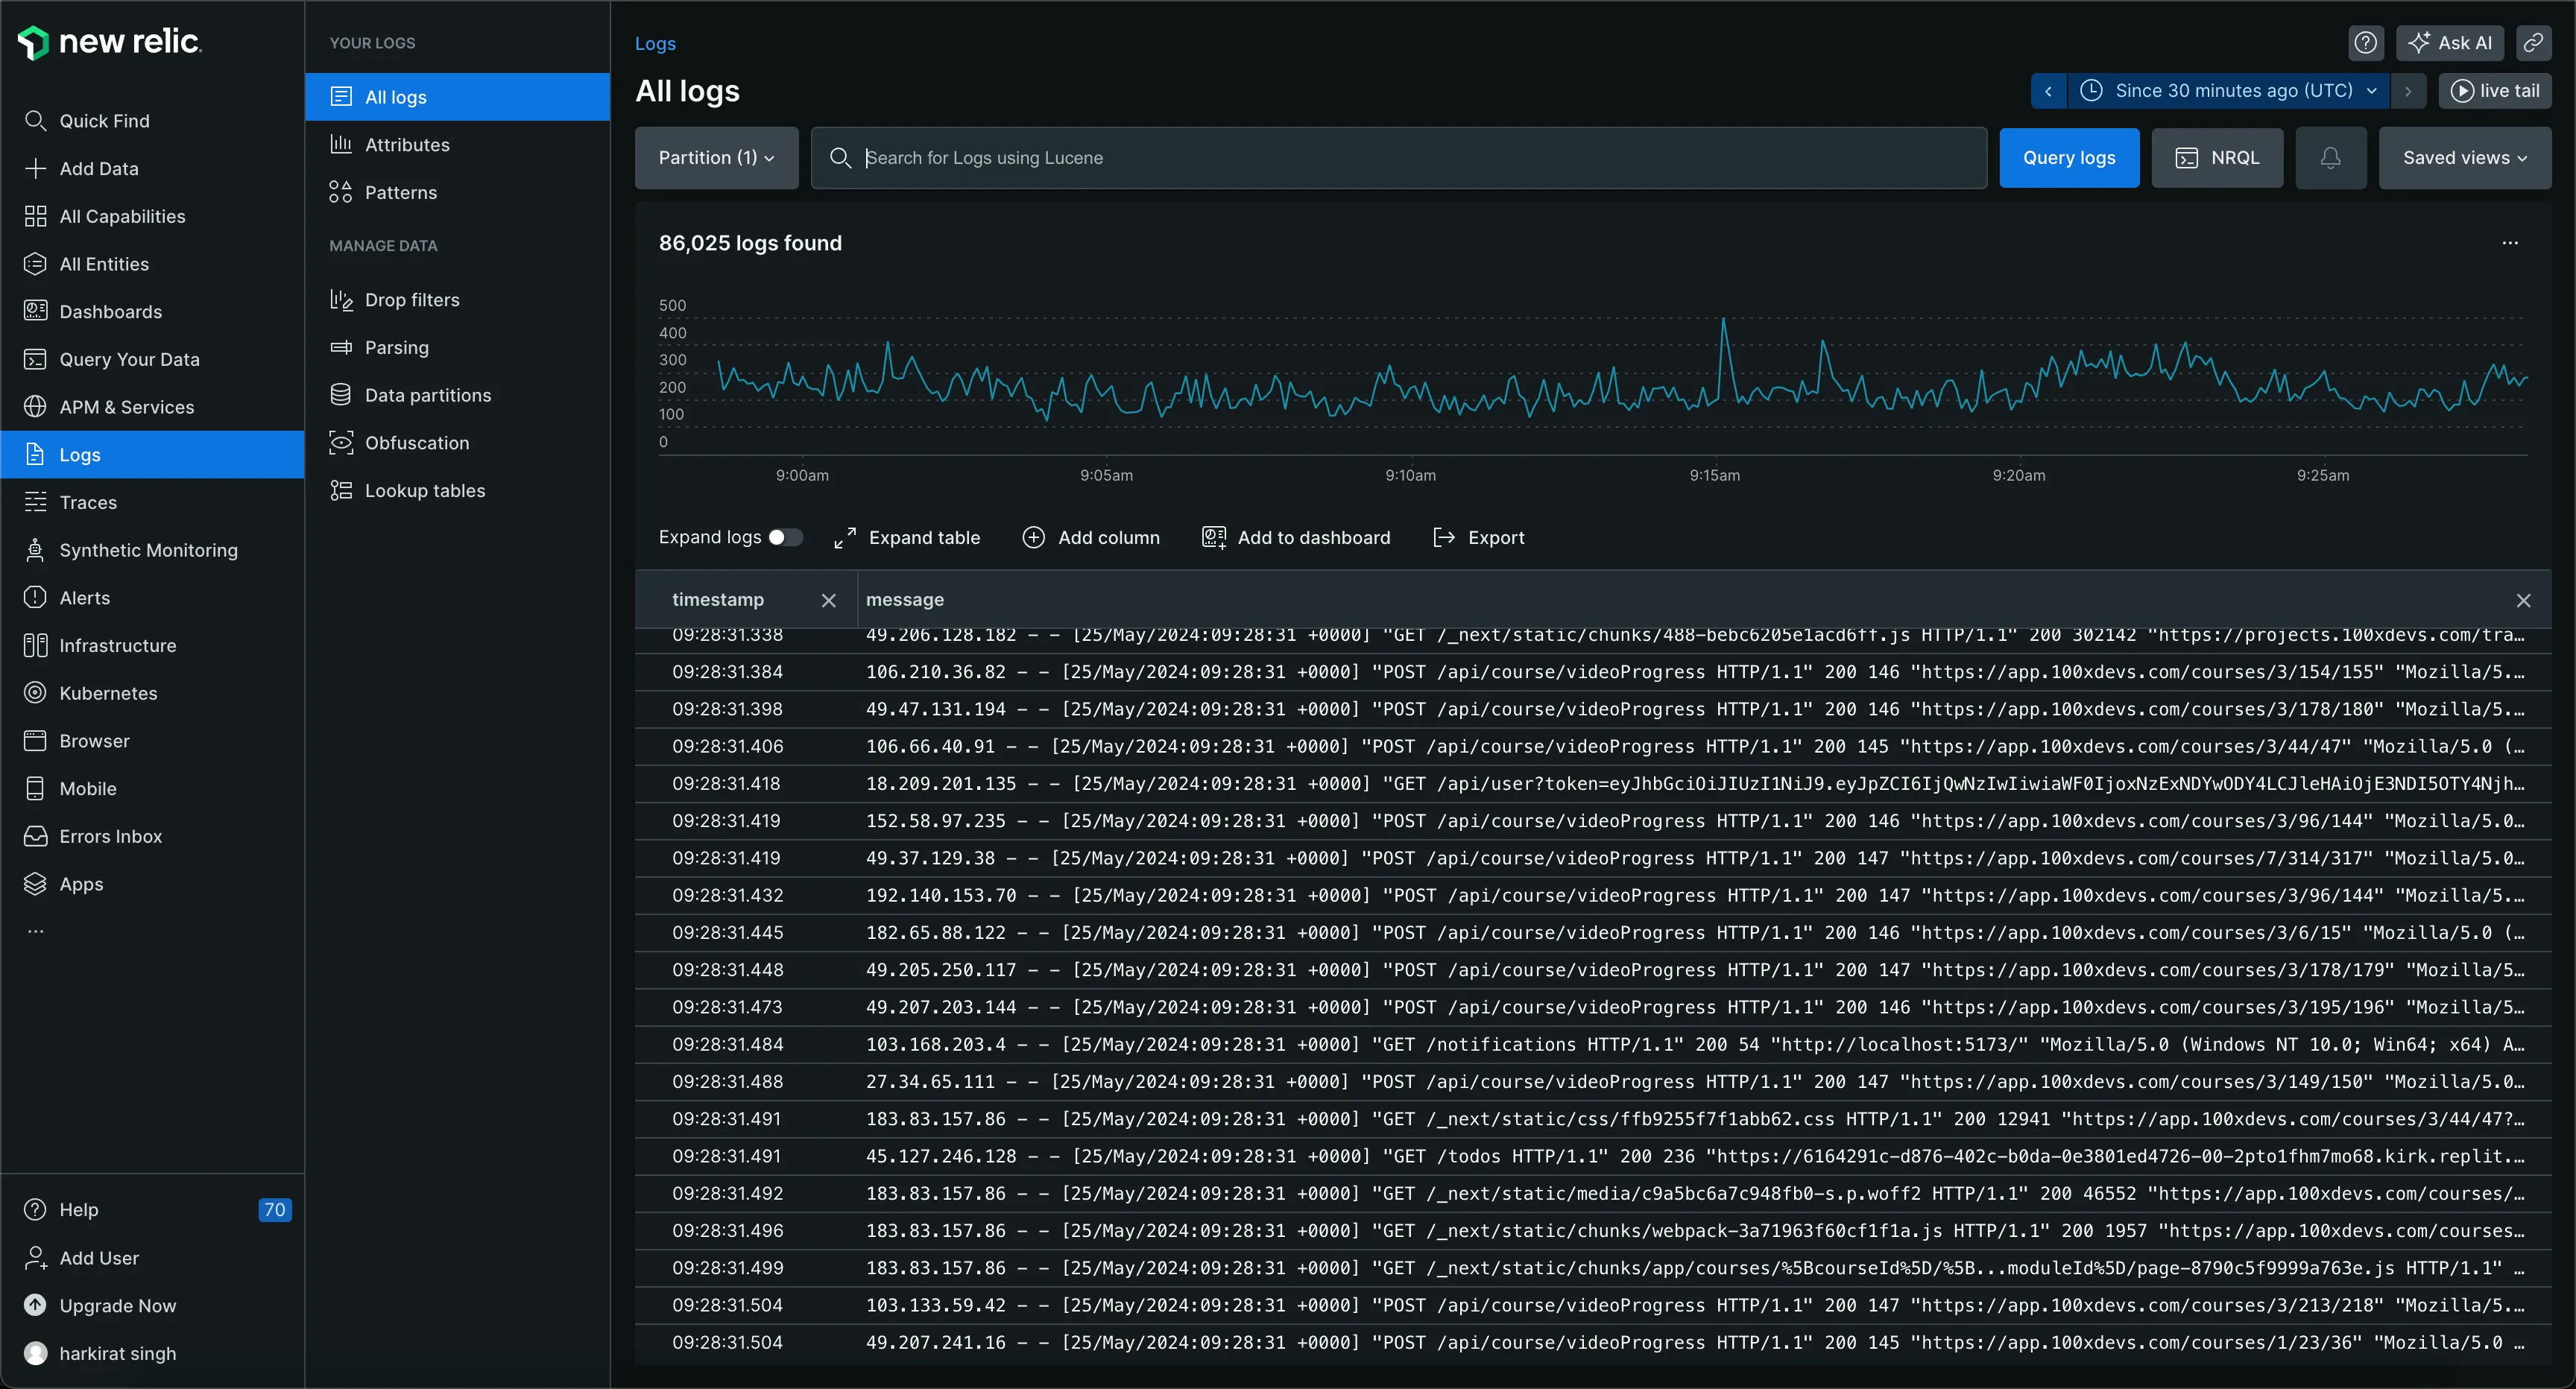 new relic.
Quick Find
Add Data
All Capabilities
All Entities
Dashboards
Query Your Data
APM & Services
Logs
Traces
Synthetic Monitoring
Alerts
Infrastructure
Kubernetes
Browser
Mobile
Errors Inbox
Apps
...
Help 70
Add User
Upgrade Now
harkirat singh
YOUR LOGS
All logs
Attributes
Patterns
MANAGE DATA
Drop filters
Parsing
Data partitions
Obfuscation
Lookup tables
Logs
Ask AI
All logs
Since 30 minutes ago (UTC)
live tail
Partition (1)
Search for Logs using Lucene
Query logs
NRQL
Saved views
86,025 logs found
...
500
400
300
200
100
0
9:00am 9:05am 9:10am 9:15am 9:20am 9:25am
Expand logs Expand table Add column Add to dashboard Export
timestamp message
09:28:31.338 49.206.128.182 - - [25/May/2024:09:28:31 +0000] "GET /_next/static/chunks/488-bebc6205e1acd6ff.js HTTP/1.1" 200 302142 "https://projects.100xdevs.com/tra…
09:28:31.384 106.210.36.82 - - [25/May/2024:09:28:31 +0000] "POST /api/course/videoProgress HTTP/1.1" 200 146 "https://app.100xdevs.com/courses/3/154/155" "Mozilla/5.…
09:28:31.398 49.47.131.194 - - [25/May/2024:09:28:31 +0000] "POST /api/course/videoProgress HTTP/1.1" 200 146 "https://app.100xdevs.com/courses/3/178/180" "Mozilla/5.…
09:28:31.406 106.66.40.91 - - [25/May/2024:09:28:31 +0000] "POST /api/course/videoProgress HTTP/1.1" 200 145 "https://app.100xdevs.com/courses/3/44/47" "Mozilla/5.0 (…
09:28:31.418 18.209.201.135 - - [25/May/2024:09:28:31 +0000] "GET /api/user?token=eyJhbGciOiJIUzI1NiJ9.eyJpZCI6IjQwNzIwIiwiaWF0IjoxNzExNDYwODY4LCJleHAiOjE3NDI5OTY4Njh…
09:28:31.419 152.58.97.235 - - [25/May/2024:09:28:31 +0000] "POST /api/course/videoProgress HTTP/1.1" 200 146 "https://app.100xdevs.com/courses/3/96/144" "Mozilla/5.0…
09:28:31.419 49.37.129.38 - - [25/May/2024:09:28:31 +0000] "POST /api/course/videoProgress HTTP/1.1" 200 147 "https://app.100xdevs.com/courses/7/314/317" "Mozilla/5.0…
09:28:31.432 192.140.153.70 - - [25/May/2024:09:28:31 +0000] "POST /api/course/videoProgress HTTP/1.1" 200 147 "https://app.100xdevs.com/courses/3/96/144" "Mozilla/5.…
09:28:31.445 182.65.88.122 - - [25/May/2024:09:28:31 +0000] "POST /api/course/videoProgress HTTP/1.1" 200 146 "https://app.100xdevs.com/courses/3/6/15" "Mozilla/5.0 (…
09:28:31.448 49.205.250.117 - - [25/May/2024:09:28:31 +0000] "POST /api/course/videoProgress HTTP/1.1" 200 147 "https://app.100xdevs.com/courses/3/178/179" "Mozilla/5…
09:28:31.473 49.207.203.144 - - [25/May/2024:09:28:31 +0000] "POST /api/course/videoProgress HTTP/1.1" 200 146 "https://app.100xdevs.com/courses/3/195/196" "Mozilla/5…
09:28:31.484 103.168.203.4 - - [25/May/2024:09:28:31 +0000] "GET /notifications HTTP/1.1" 200 54 "http://localhost:5173/" "Mozilla/5.0 (Windows NT 10.0; Win64; x64) A…
09:28:31.488 27.34.65.111 - - [25/May/2024:09:28:31 +0000] "POST /api/course/videoProgress HTTP/1.1" 200 147 "https://app.100xdevs.com/courses/3/149/150" "Mozilla/5.0…
09:28:31.491 183.83.157.86 - - [25/May/2024:09:28:31 +0000] "GET /_next/static/css/ffb9255f7f1abb62.css HTTP/1.1" 200 12941 "https://app.100xdevs.com/courses/3/44/47?…
09:28:31.491 45.127.246.128 - - [25/May/2024:09:28:31 +0000] "GET /todos HTTP/1.1" 200 236 "https://6164291c-d876-402c-b0da-0e3801ed4726-00-2pto1fhm7mo68.kirk.replit.…
09:28:31.492 183.83.157.86 - - [25/May/2024:09:28:31 +0000] "GET /_next/static/media/c9a5bc6a7c948fb0-s.p.woff2 HTTP/1.1" 200 46552 "https://app.100xdevs.com/courses/…
09:28:31.496 183.83.157.86 - - [25/May/2024:09:28:31 +0000] "GET /_next/static/chunks/webpack-3a71963f60cf1f1a.js HTTP/1.1" 200 1957 "https://app.100xdevs.com/courses…
09:28:31.499 183.83.157.86 - - [25/May/2024:09:28:31 +0000] "GET /_next/static/chunks/app/courses/%5BcourseId%5D/%5B...moduleId%5D/page-8790c5f9999a763e.js HTTP/1.1" …
09:28:31.504 103.133.59.42 - - [25/May/2024:09:28:31 +0000] "POST /api/course/videoProgress HTTP/1.1" 200 147 "https://app.100xdevs.com/courses/3/213/218" "Mozilla/5.…
09:28:31.504 49.207.241.16 - - [25/May/2024:09:28:31 +0000] "POST /api/course/videoProgress HTTP/1.1" 200 145 "https://app.100xdevs.com/courses/1/23/36" "Mozilla/5.0 …